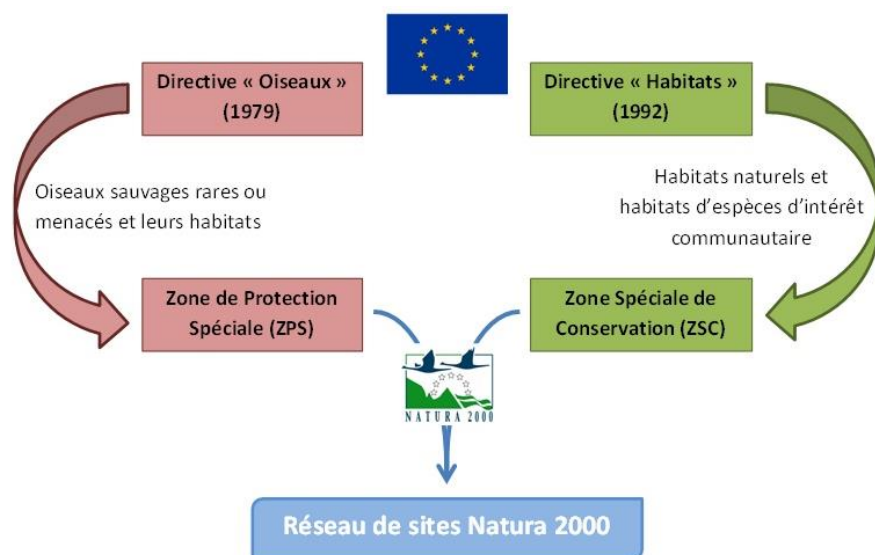 Directive « Oiseaux »
(1979)
Directive « Habitats »
(1992)
Oiseaux sauvages rares ou
menacés et leurs habitats
Habitats naturels et
habitats d’espèces d’intérêt
communautaire
Zone de Protection
Spéciale (ZPS)
Zone Spéciale de
Conservation (ZSC)
NATURA 2000
Réseau de sites Natura 2000